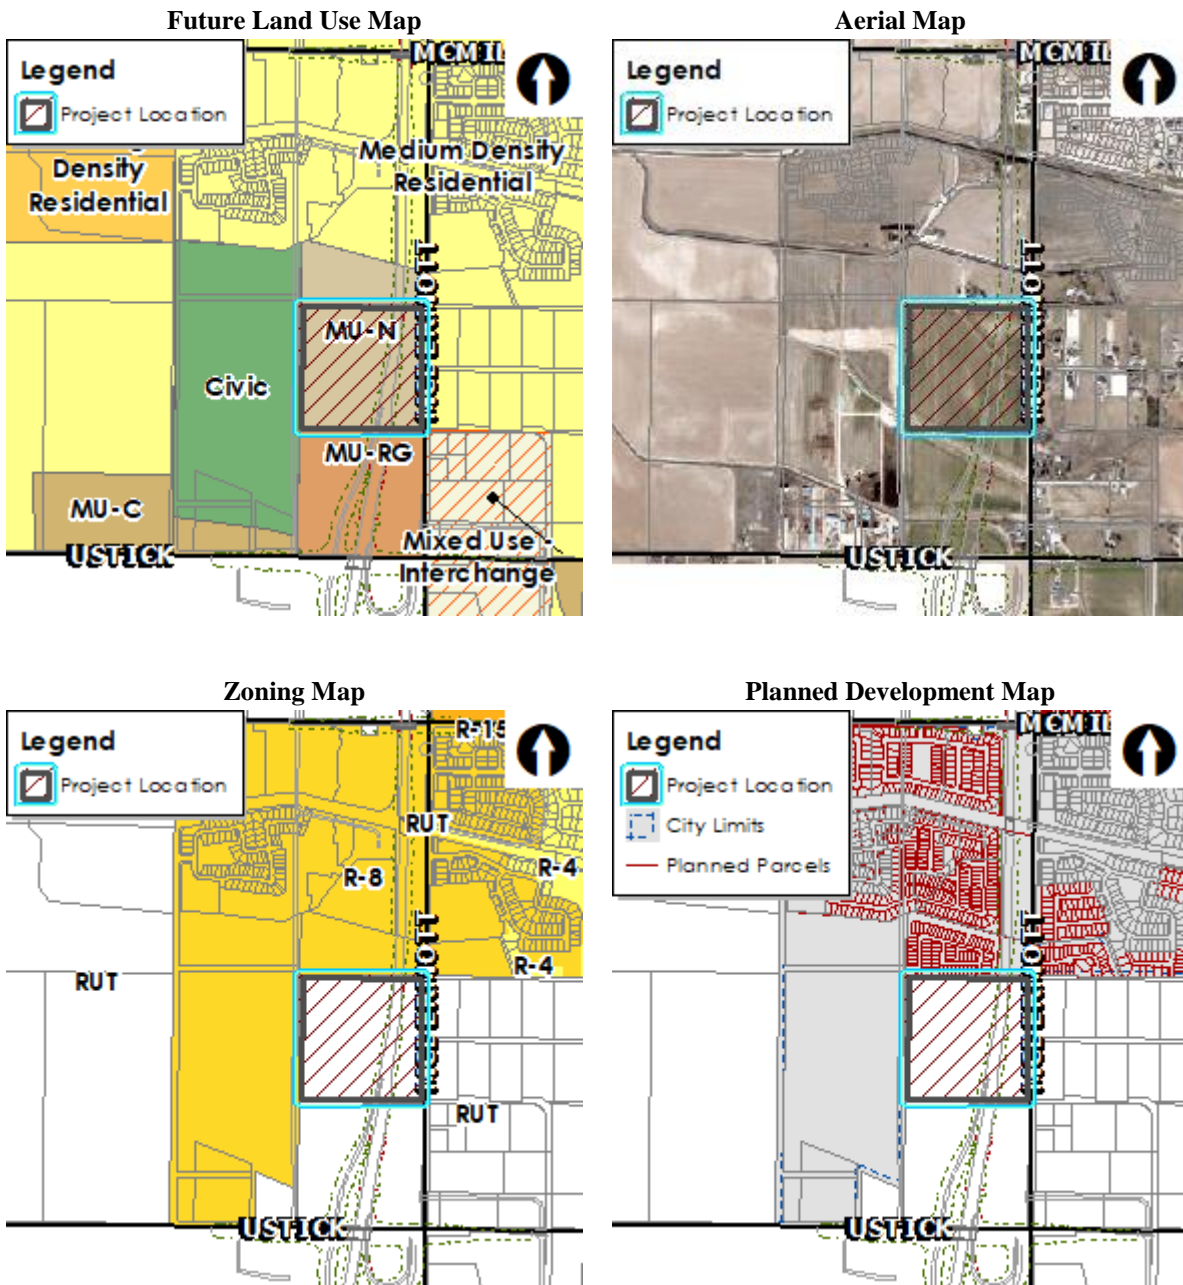 Future Land Use Map
Legend
Project Location
MCMIL
Density
Residential
Medium Density
Residential
MU-N
Civic
MU-RG
MU-C
Mixed Use -
Interchange
USTICK
Aerial Map
Legend
Project Location
MCMIL
USTICK
Zoning Map
Legend
Project Location
R-15
RUT
R-4
R-8
R-4
RUT
RUT
USTICK
Planned Development Map
Legend
Project Location
City Limits
Planned Parcels
MCMIL
USTICK